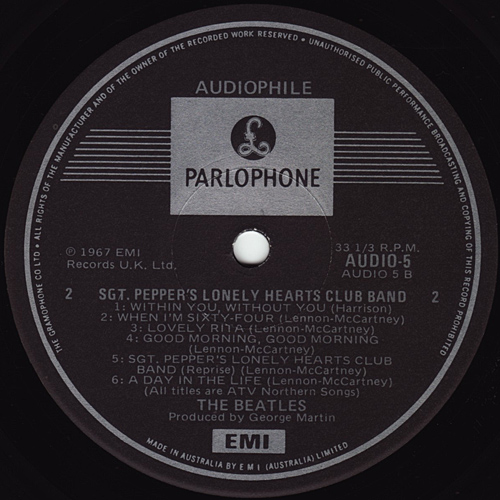 THE GRAMOPHONE CO LTD • ALL RIGHTS OF THE MANUFACTURER AND OF THE OWNER OF THE RECORDED WORK RESERVED • UNAUTHORISED PUBLIC PERFORMANCE BROADCASTING AND COPYING OF THIS RECORD PROHIBITED
AUDIOPHILE
£
PARLOPHONE
℗ 1967 EMI
Records U.K. Ltd.
33 1/3 R.P.M.
AUDIO-5
AUDIO 5 B
2 SGT. PEPPER'S LONELY HEARTS CLUB BAND 2
1: WITHIN YOU, WITHOUT YOU (Harrison)
2: WHEN I'M SIXTY-FOUR (Lennon-McCartney)
3: LOVELY RITA (Lennon-McCartney)
4: GOOD MORNING, GOOD MORNING
(Lennon-McCartney)
5: SGT. PEPPER'S LONELY HEARTS CLUB
BAND (Reprise) (Lennon-McCartney)
6: A DAY IN THE LIFE (Lennon-McCartney)
(All titles are ATV Northern Songs)
THE BEATLES
Produced by George Martin
EMI
MADE IN AUSTRALIA BY E M I (AUSTRALIA) LIMITED